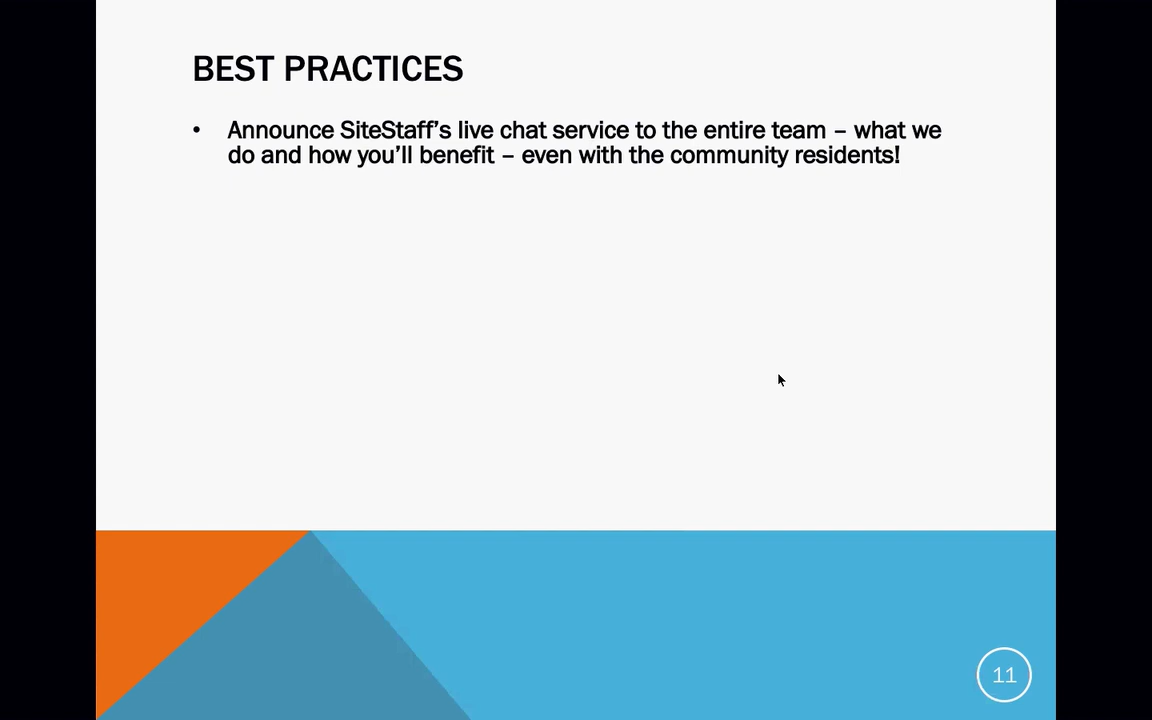 BEST PRACTICES
• Announce SiteStaff’s live chat service to the entire team – what we
do and how you’ll benefit – even with the community residents!
11